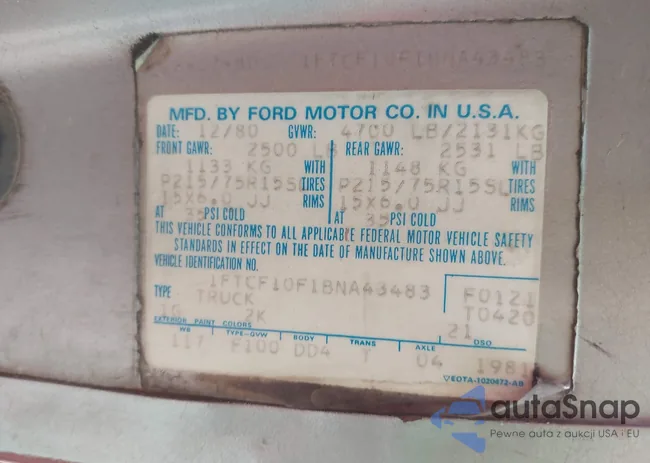 1FTCF10F1BNA43483
MFD. BY FORD MOTOR CO. IN U.S.A.
DATE: 12/80 GVWR: 4700 LB/2131KG
FRONT GAWR: 2500 LB REAR GAWR: 2531 LB
1133 KG WITH 1148 KG WITH
P215/75R15SL TIRES P215/75R15SL TIRES
15X6.0 JJ RIMS 15X6.0 JJ RIMS
AT 35 PSI COLD AT 35 PSI COLD
THIS VEHICLE CONFORMS TO ALL APPLICABLE FEDERAL MOTOR VEHICLE SAFETY
STANDARDS IN EFFECT ON THE DATE OF MANUFACTURE SHOWN ABOVE.
VEHICLE IDENTIFICATION NO.
1FTCF10F1BNA43483 F0121
TYPE TRUCK T0420
2K 21
EXTERIOR PAINT COLORS DSO
WB TYPE-GVW BODY TRANS AXLE
117 F100 DD4 T 04 1981
EOTA-1020472-AB
autaSnap
Pewne auta z aukcji USA i EU